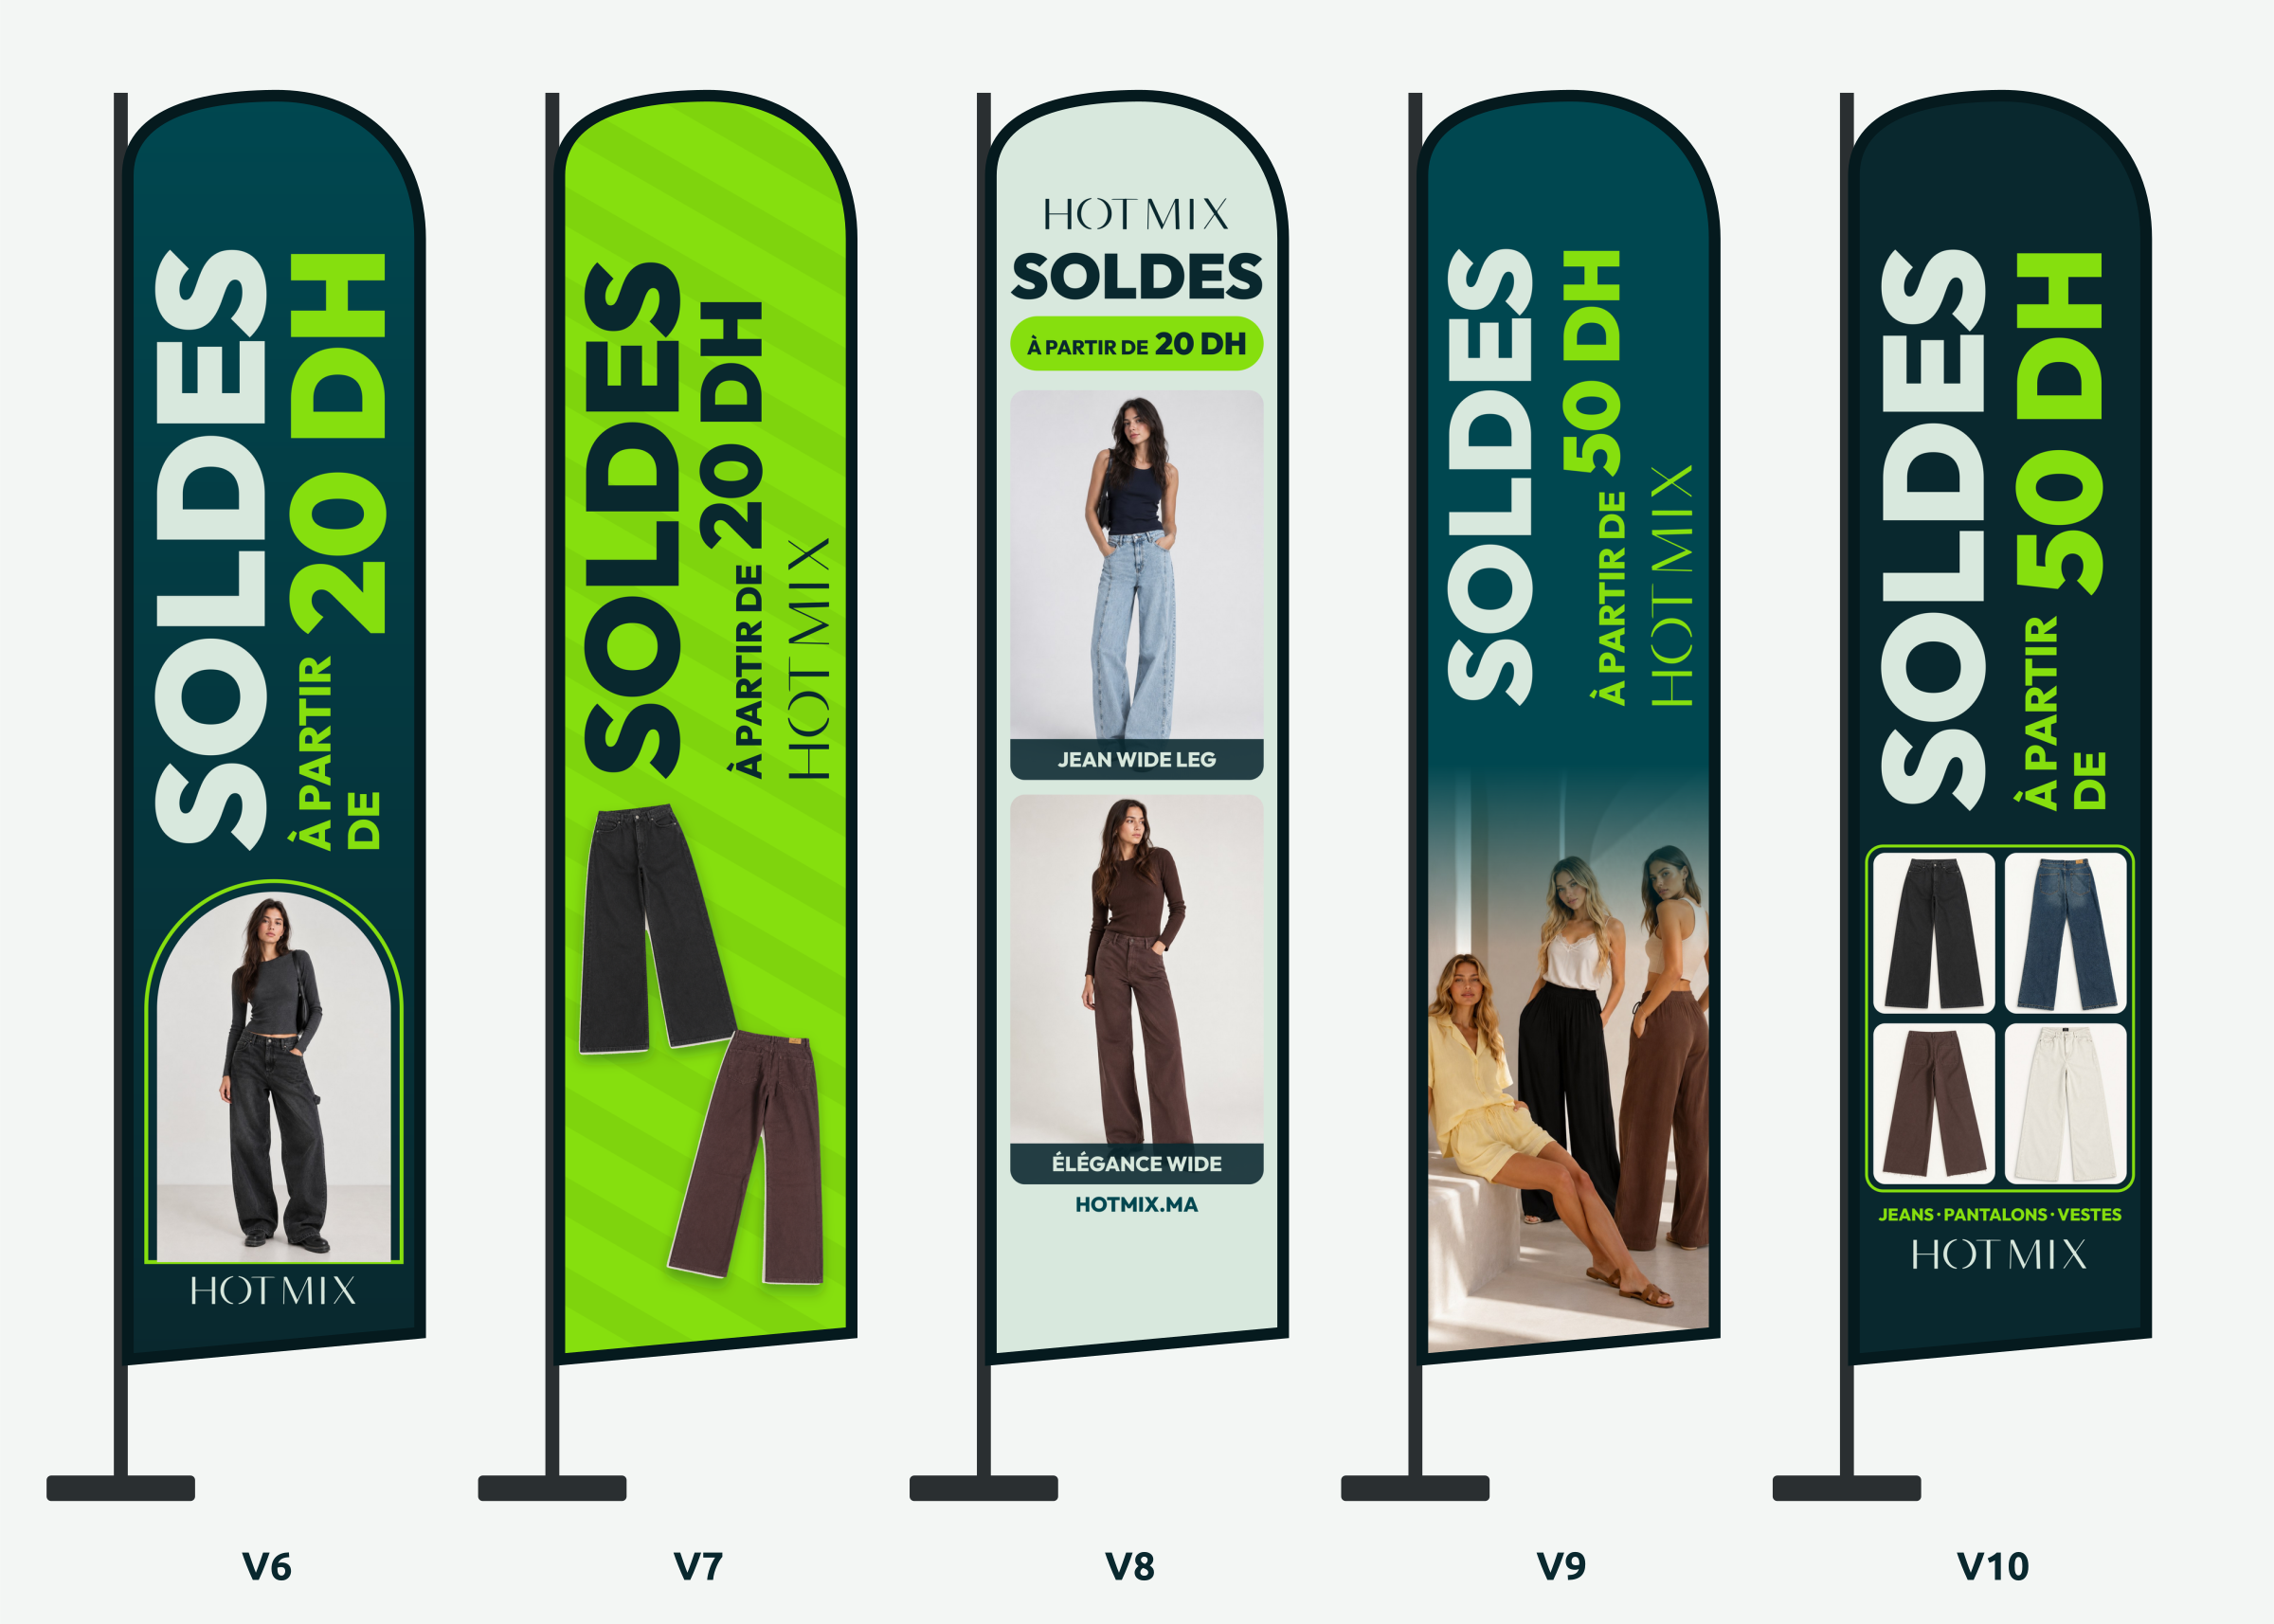 SOLDES
À PARTIR
DE
20 DH
HOTMIX
V6
SOLDES
À PARTIR DE 20 DH
HOTMIX
V7
HOTMIX
SOLDES
À PARTIR DE 20 DH
JEAN WIDE LEG
ÉLÉGANCE WIDE
HOTMIX.MA
V8
SOLDES
À PARTIR DE 50 DH
HOTMIX
V9
SOLDES
À PARTIR
DE
50 DH
JEANS · PANTALONS · VESTES
HOTMIX
V10